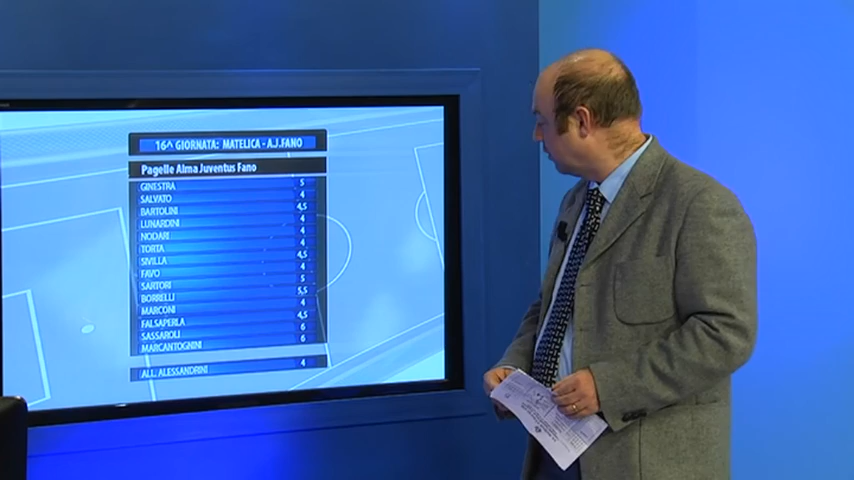 16^ GIORNATA: MATELICA - A.J.FANO
Pagelle Alma Juventus Fano
GINESTRA 5
SALVATO 4
BARTOLINI 4,5
LUNARDINI 4
NODARI 4
TORTA 4
SIVILLA 4,5
FAVO 4
SARTORI 5
BORRELLI 5,5
MARCONI 4
FALSAPERLA 4,5
SASSAROLI 6
MARCANTOGNINI 6
ALL. ALESSANDRINI 4